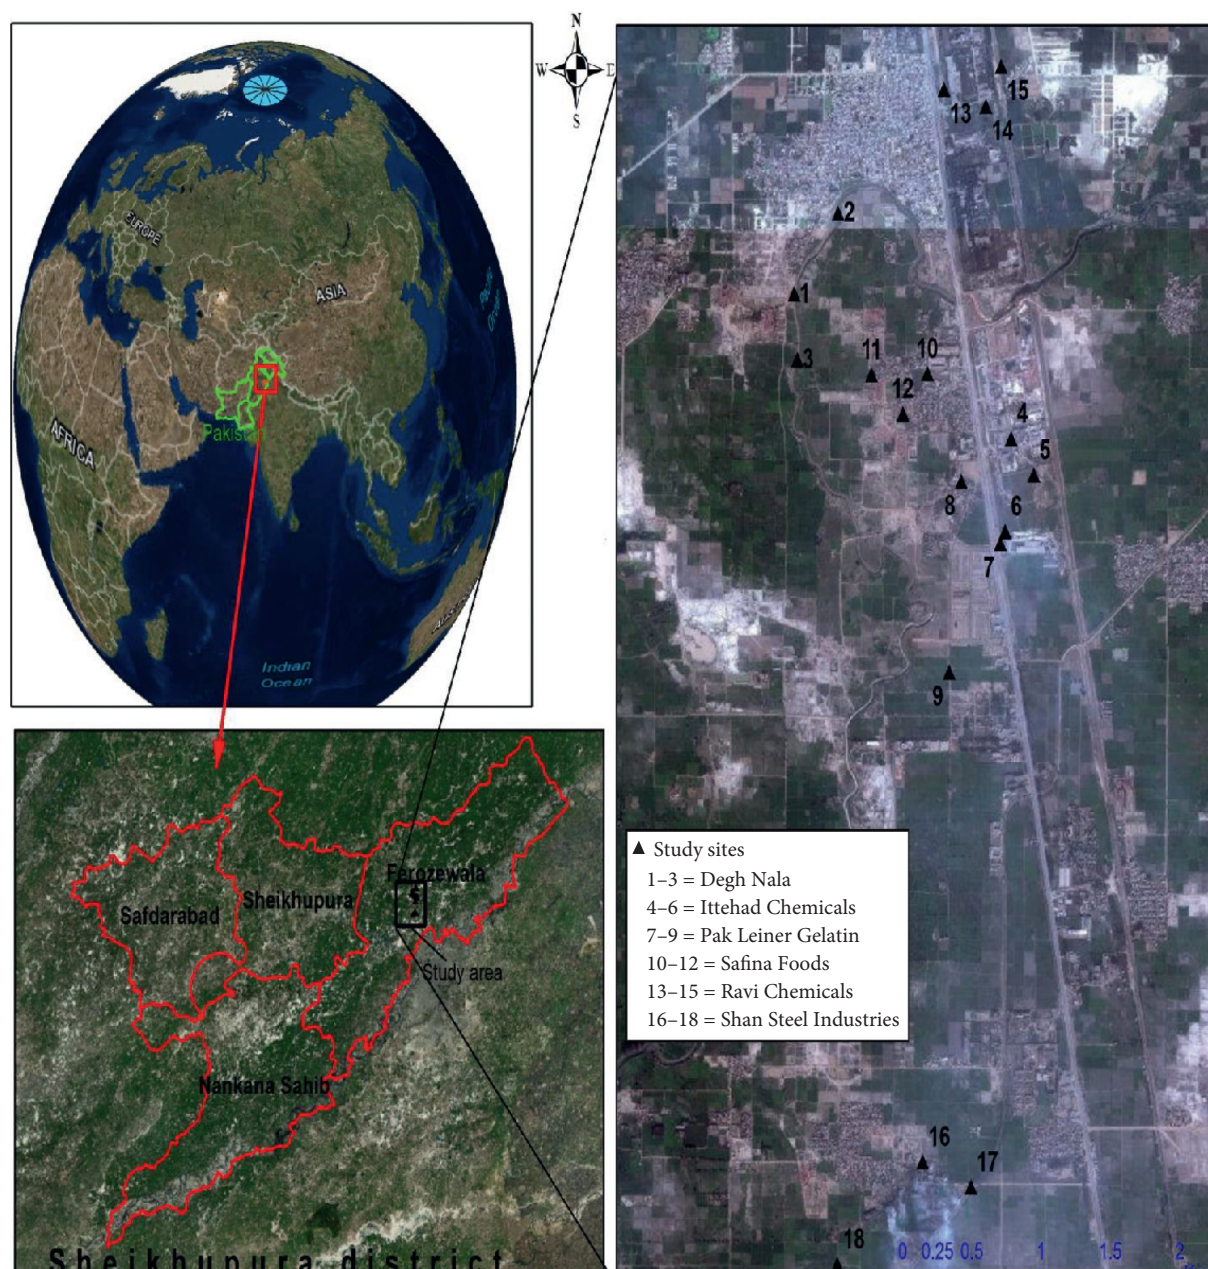 N
W E
S
EUROPE
ASIA
Pacific
Ocean
AFRICA
Pakistan
Indian
Ocean
15
13
14
2
1
3
11
10
12
4
5
8
6
7
9
16
17
18
Study sites
1–3 = Degh Nala
4–6 = Ittehad Chemicals
7–9 = Pak Leiner Gelatin
10–12 = Safina Foods
13–15 = Ravi Chemicals
16–18 = Shan Steel Industries
0 0.25 0.5 1 1.5 2
Ferozewala
Sheikhupura
Safdarabad
Study area
Nankana Sahib
Sheikhupura district